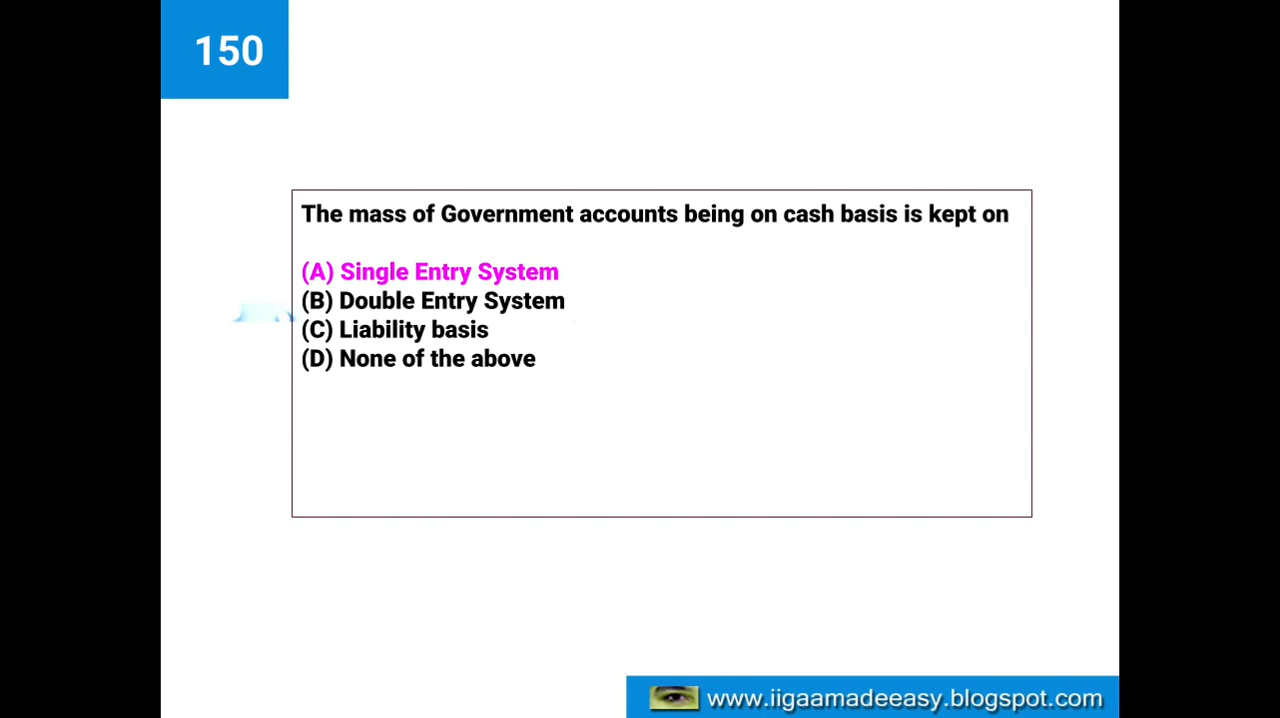 150
The mass of Government accounts being on cash basis is kept on
(A) Single Entry System
(B) Double Entry System
(C) Liability basis
(D) None of the above
www.iigaamadeeasy.blogspot.com